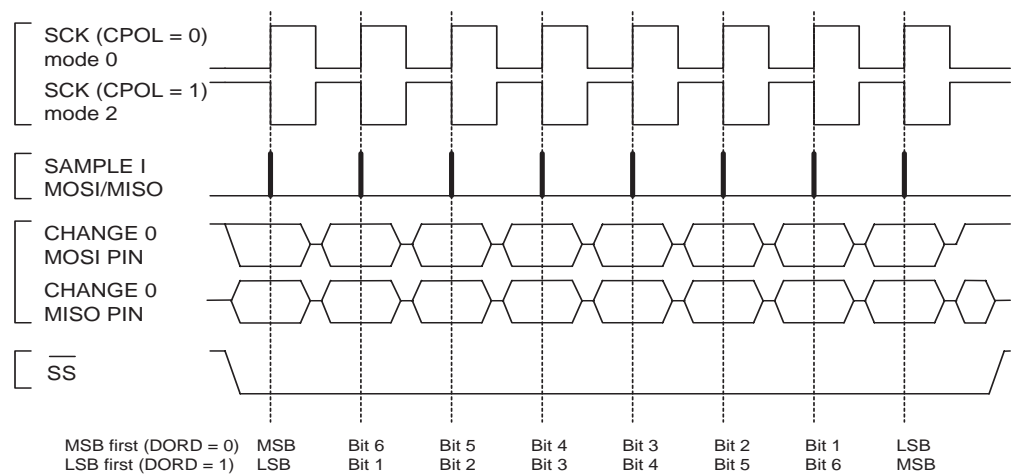 SCK (CPOL = 0)
mode 0
SCK (CPOL = 1)
mode 2
SAMPLE I
MOSI/MISO
CHANGE 0
MOSI PIN
CHANGE 0
MISO PIN
SS
MSB first (DORD = 0) MSB Bit 6 Bit 5 Bit 4 Bit 3 Bit 2 Bit 1 LSB
LSB first (DORD = 1) LSB Bit 1 Bit 2 Bit 3 Bit 4 Bit 5 Bit 6 MSB